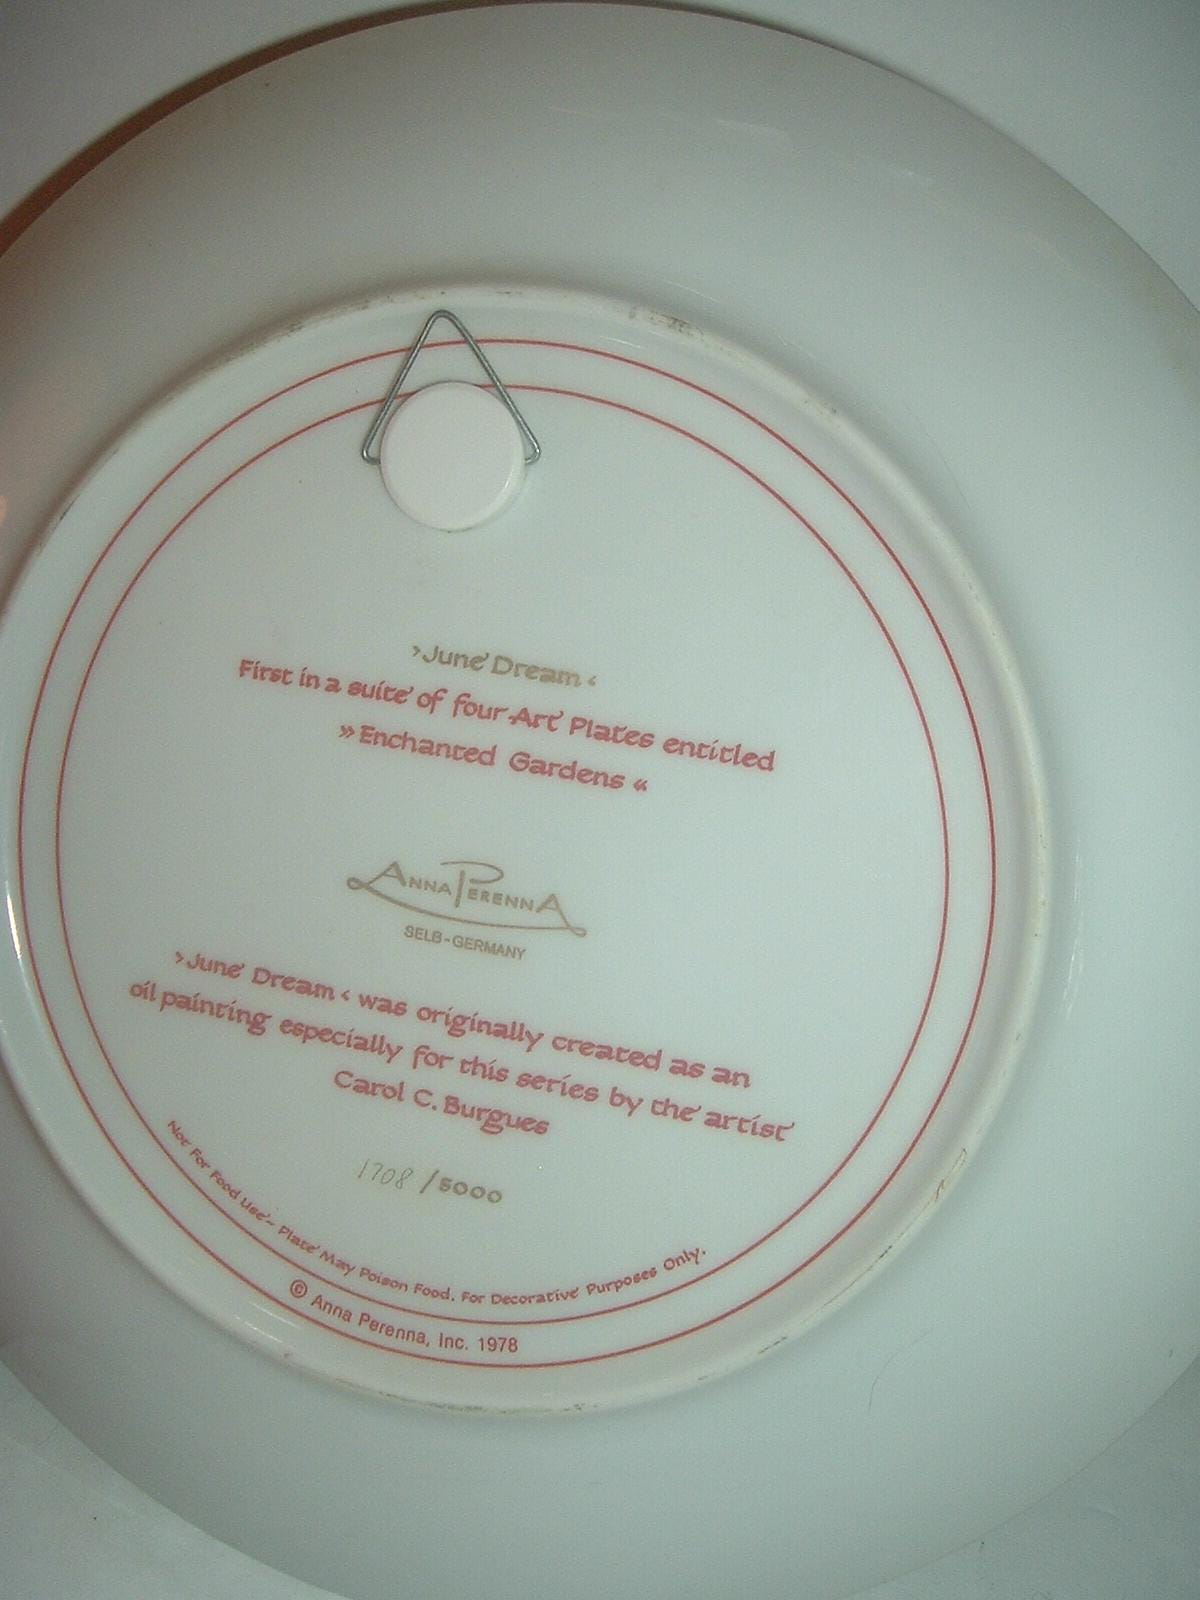 ›June Dream‹
First in a suite of four Art Plates entitled
»Enchanted Gardens«
ANNA PERENNA
SELB-GERMANY
›June Dream‹ was originally created as an
oil painting especially for this series by the artist
Carol C. Burgues
1708 /5000
Not For Food Use~ Plate May Poison Food. For Decorative Purposes Only.
© Anna Perenna, Inc. 1978